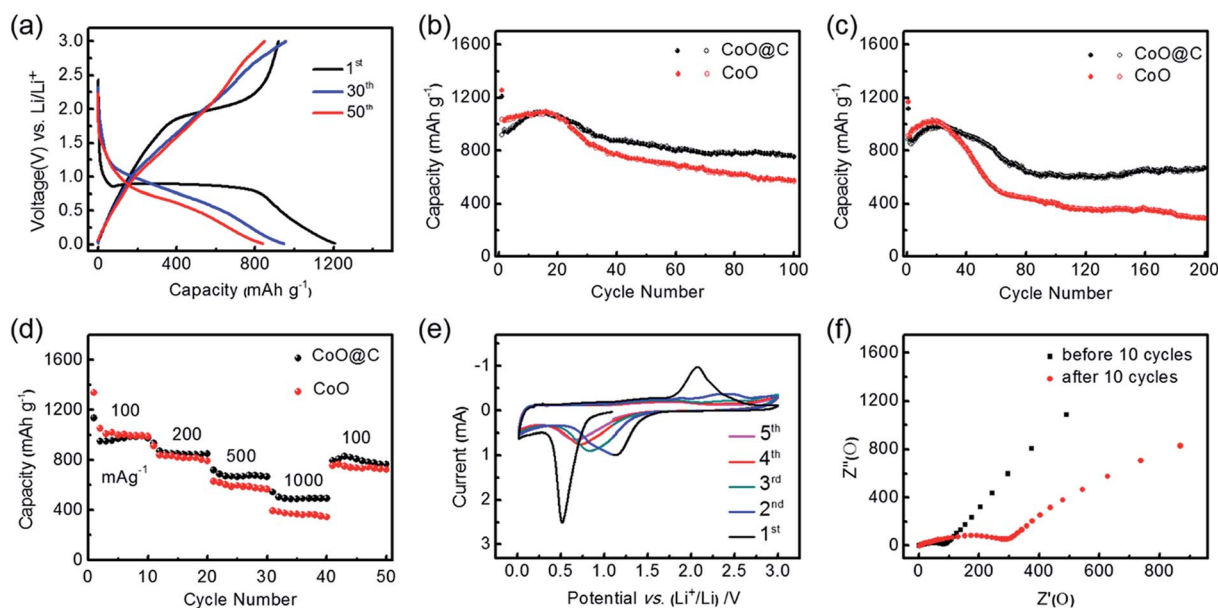 (a)
3.0
2.5
2.0
1.5
1.0
0.5
0.0
Voltage(V) vs. Li/Li+
1st
30th
50th
0 400 800 1200
Capacity (mAh g-1)
(b)
1600
1200
800
400
0
Capacity (mAh g-1)
CoO@C
CoO
0 20 40 60 80 100
Cycle Number
(c)
1600
1200
800
400
0
Capacity (mAh g-1)
CoO@C
CoO
0 40 80 120 160 200
Cycle Number
(d)
1600
1200
800
400
0
Capacity (mAh g-1)
CoO@C
CoO
100
200
500
1000
100
mAg-1
0 10 20 30 40 50
Cycle Number
(e)
-1
0
1
2
3
Current (mA)
5th
4th
3rd
2nd
1st
0.0 0.5 1.0 1.5 2.0 2.5 3.0
Potential vs. (Li+/Li) /V
(f)
1600
1200
800
400
0
Z''(O)
before 10 cycles
after 10 cycles
0 200 400 600 800
Z'(O)